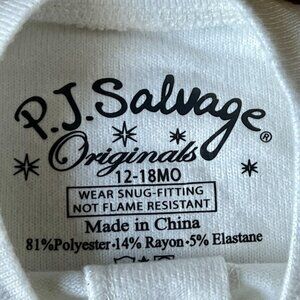 P.J.Salvage®
Originals
12-18MO
WEAR SNUG-FITTING
NOT FLAME RESISTANT
Made in China
81%Polyester•14% Rayon•5% Elastane